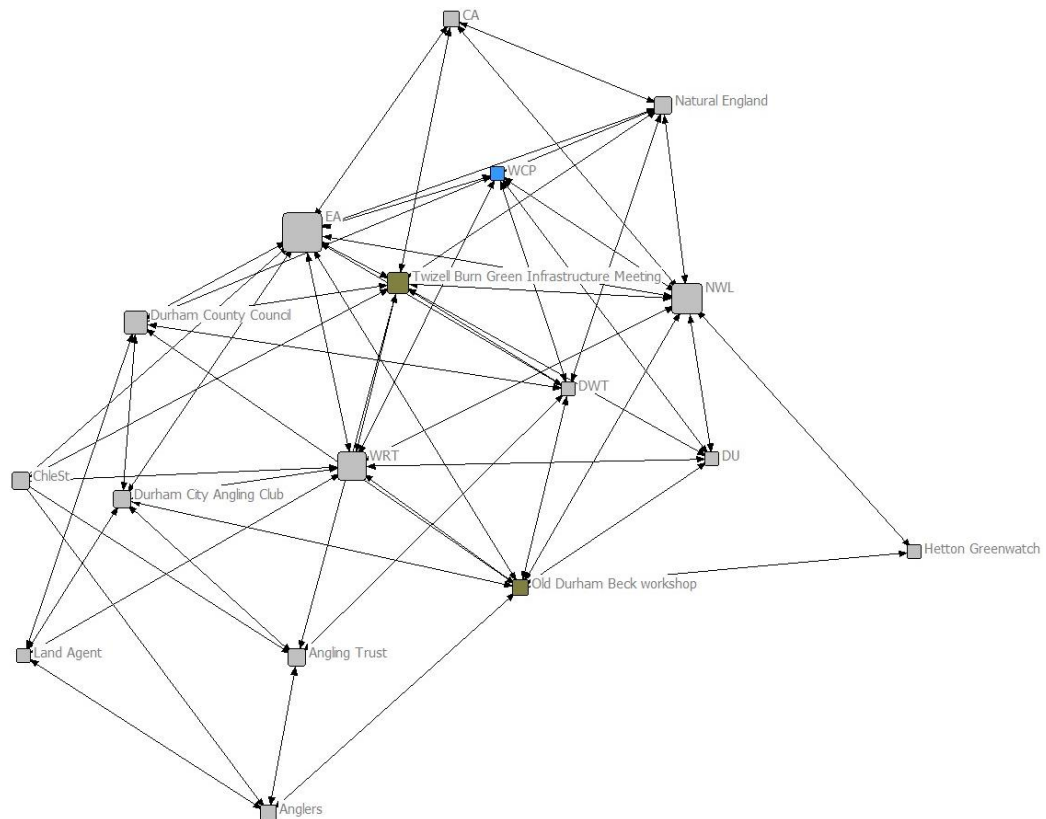 CA
Natural England
WCP
EA
Twizell Burn Green Infrastructure Meeting
NWL
Durham County Council
DWT
WRT
DU
ChleSt
Durham City Angling Club
Hetton Greenwatch
Old Durham Beck workshop
Land Agent
Angling Trust
Anglers